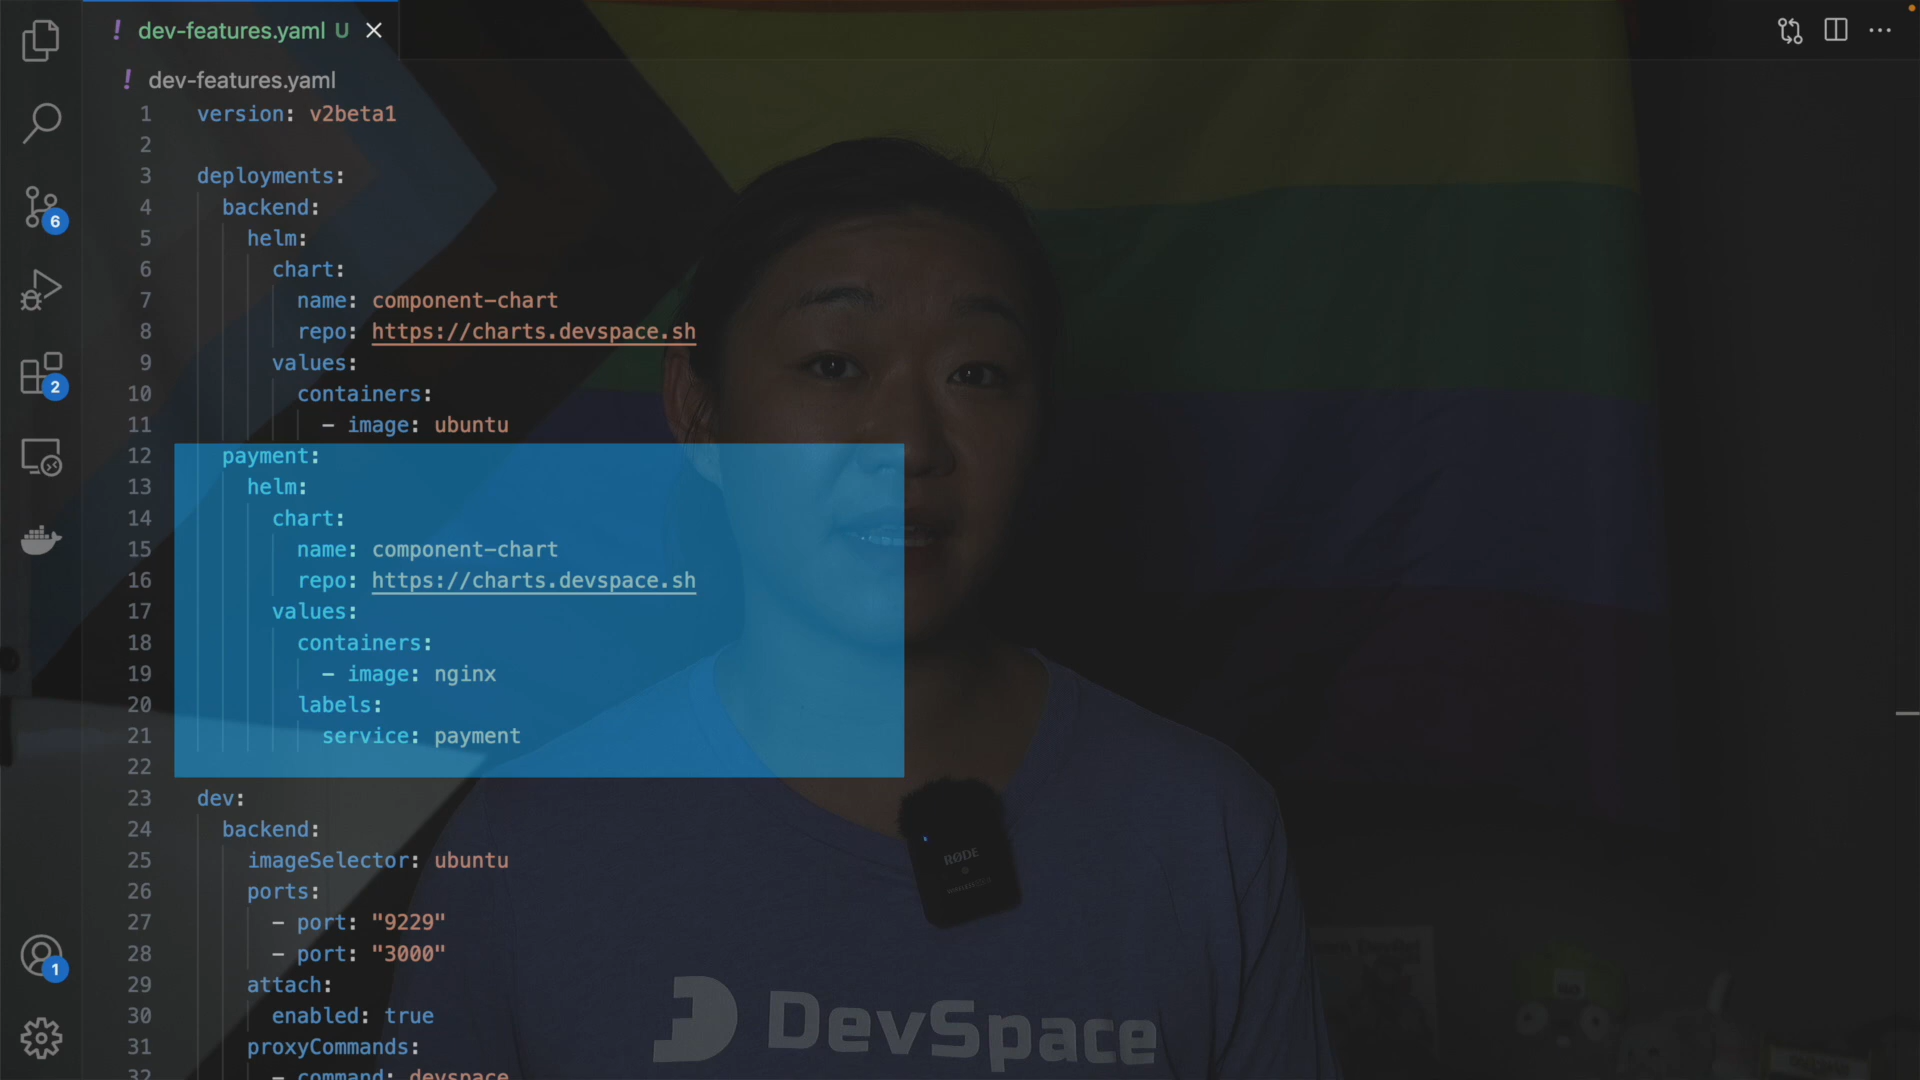 ! dev-features.yaml U
! dev-features.yaml
1 version: v2beta1
2
3 deployments:
4 backend:
5 helm:
6 chart:
7 name: component-chart
8 repo: https://charts.devspace.sh
9 values:
10 containers:
11 - image: ubuntu
12 payment:
13 helm:
14 chart:
15 name: component-chart
16 repo: https://charts.devspace.sh
17 values:
18 containers:
19 - image: nginx
20 labels:
21 service: payment
22
23 dev:
24 backend:
25 imageSelector: ubuntu
26 ports:
27 - port: "9229"
28 - port: "3000"
29 attach:
30 enabled: true
31 proxyCommands:
32 - command: devspace
6
2
1
RØDE
DevSpace